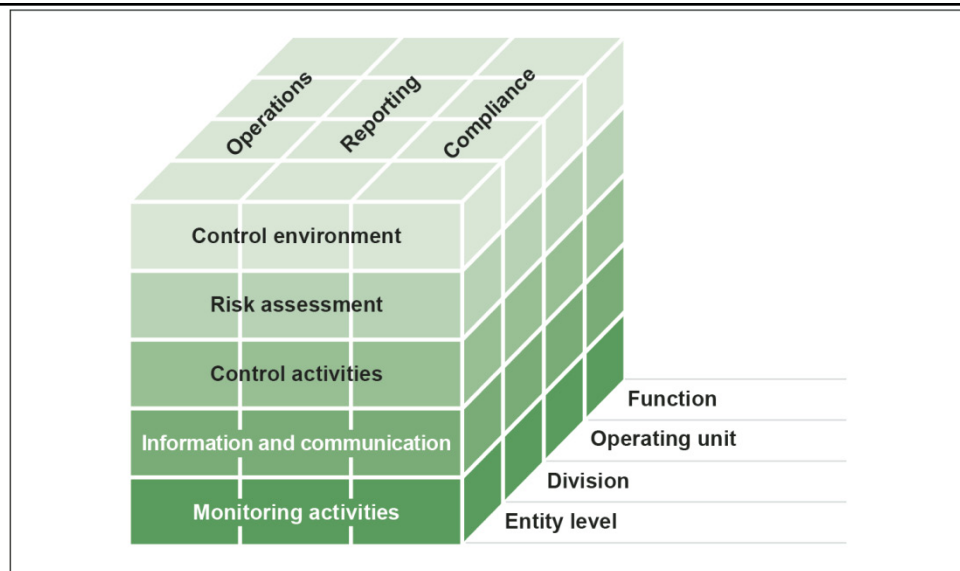 Operations
Reporting
Compliance
Control environment
Risk assessment
Control activities
Information and communication
Monitoring activities
Function
Operating unit
Division
Entity level